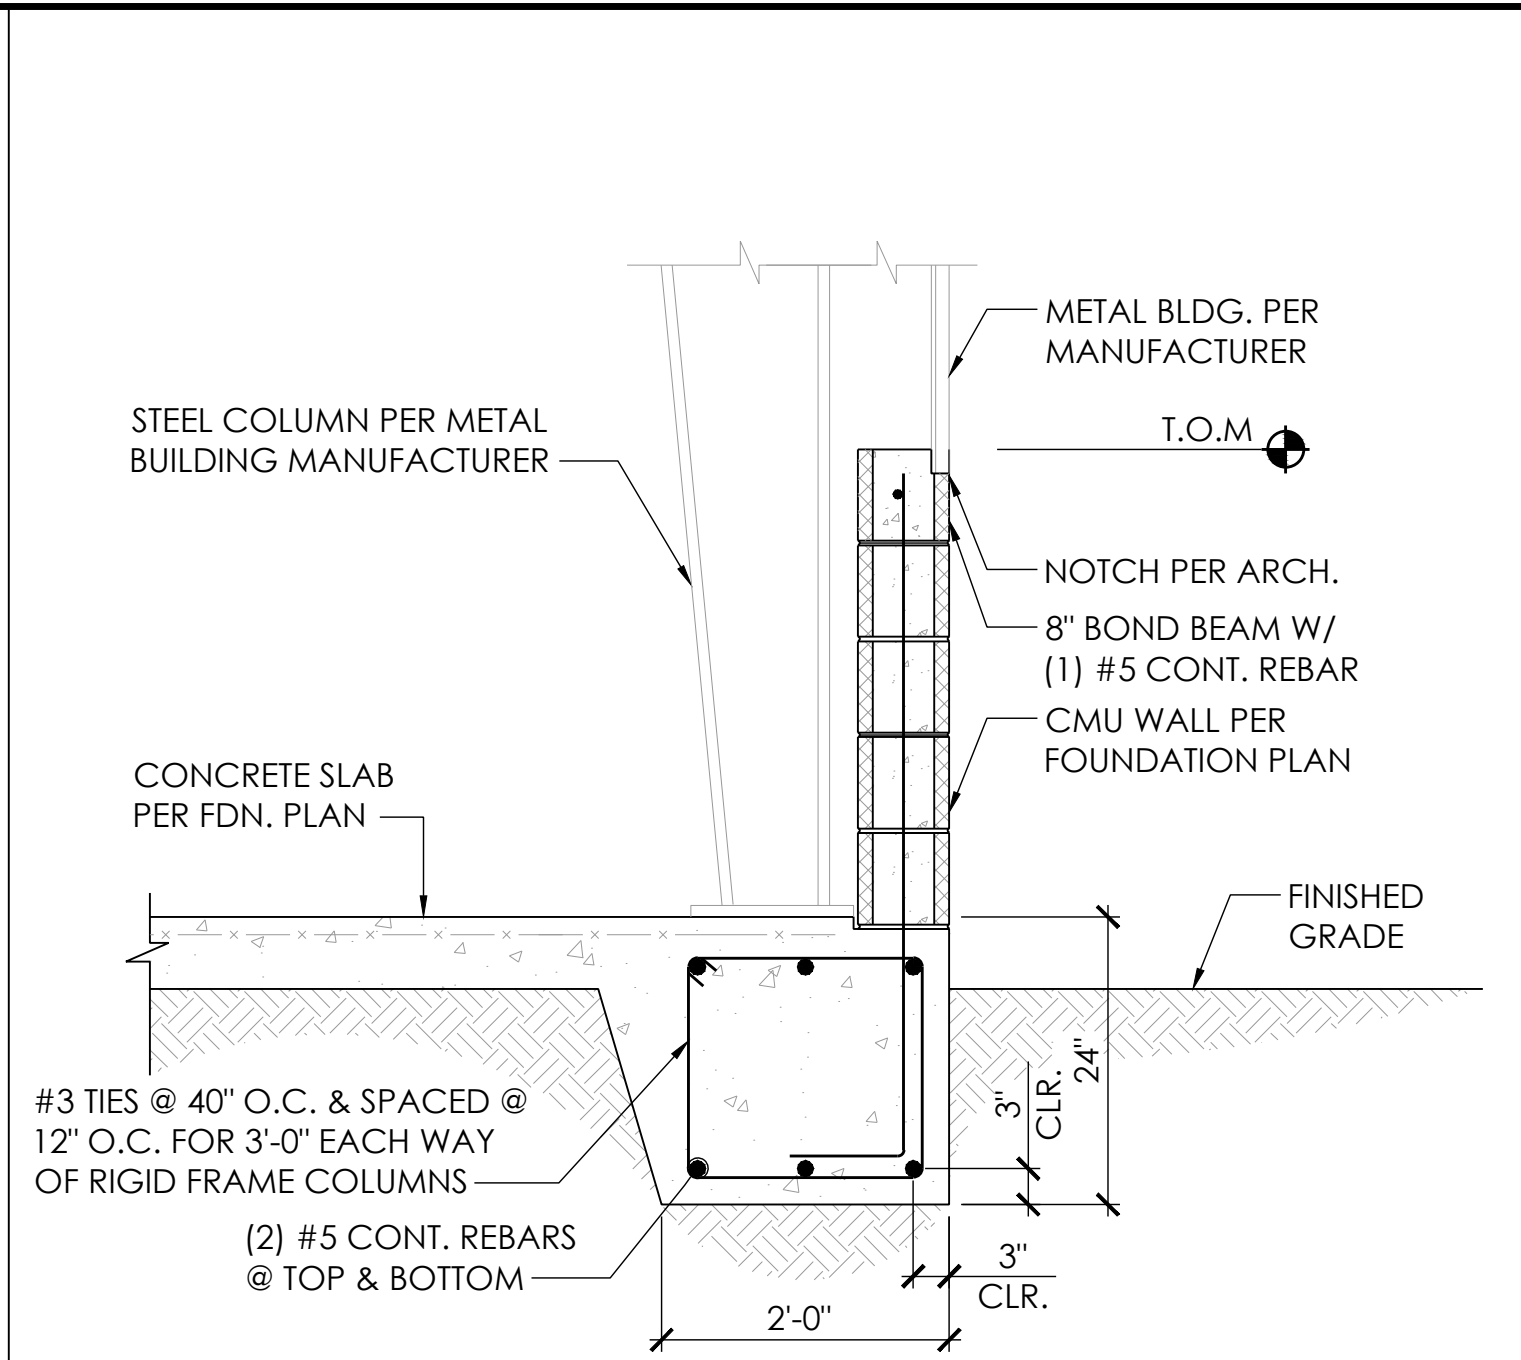 METAL BLDG. PER
MANUFACTURER
STEEL COLUMN PER METAL
BUILDING MANUFACTURER
T.O.M
NOTCH PER ARCH.
8" BOND BEAM W/
(1) #5 CONT. REBAR
CMU WALL PER
FOUNDATION PLAN
CONCRETE SLAB
PER FDN. PLAN
FINISHED
GRADE
24"
3"
CLR.
#3 TIES @ 40" O.C. & SPACED @
12" O.C. FOR 3'-0" EACH WAY
OF RIGID FRAME COLUMNS
(2) #5 CONT. REBARS
@ TOP & BOTTOM
3"
CLR.
2'-0"